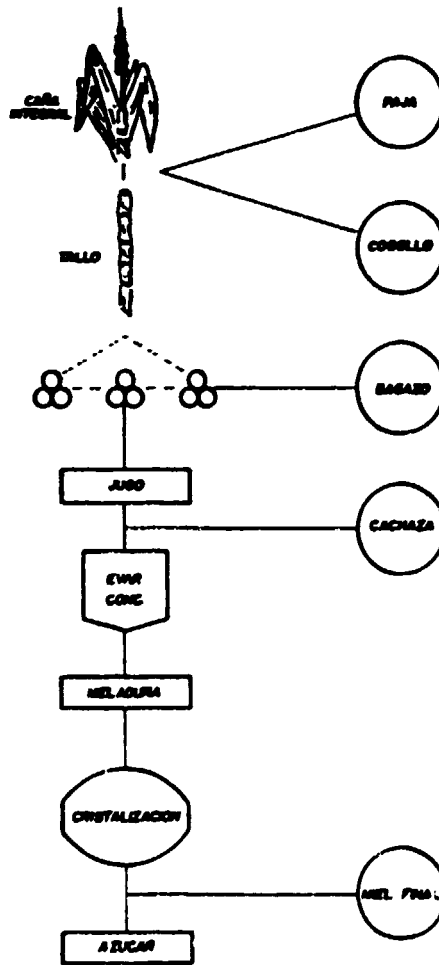 CAÑA
INTEGRAL
PAJA
TALLO
COGOLLO
BAGAZO
JUGO
CACHAZA
EVAP.
CONC.
MELADURA
CRISTALIZACION
MIEL FINAL
AZUCAR